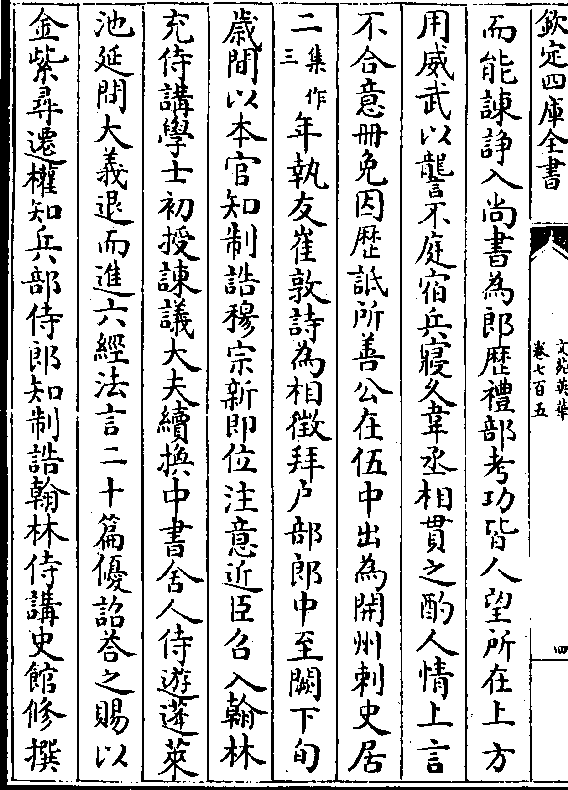 欽定四庫全書
文苑英華
卷七百五
四
而能諫諍入尚書為郎歷禮部考功皆人望所在上方
用威武以讋不庭宿兵寖久韋丞相貫之酌人情上言
不合意册免因歷詆所善公在伍中出為開州刺史居
二集作三年執友崔敦詩為相徵拜户部郎中至闕下旬
歲間以本官知制誥穆宗新即位注意近臣召入翰林
充侍講學士初授諫議大夫續換中書舍人侍遊蓬萊
池延問大義退而進六經法言二十篇優詔荅之賜以
金紫尋遷權知兵部侍郎知制誥翰林侍講史館修撰